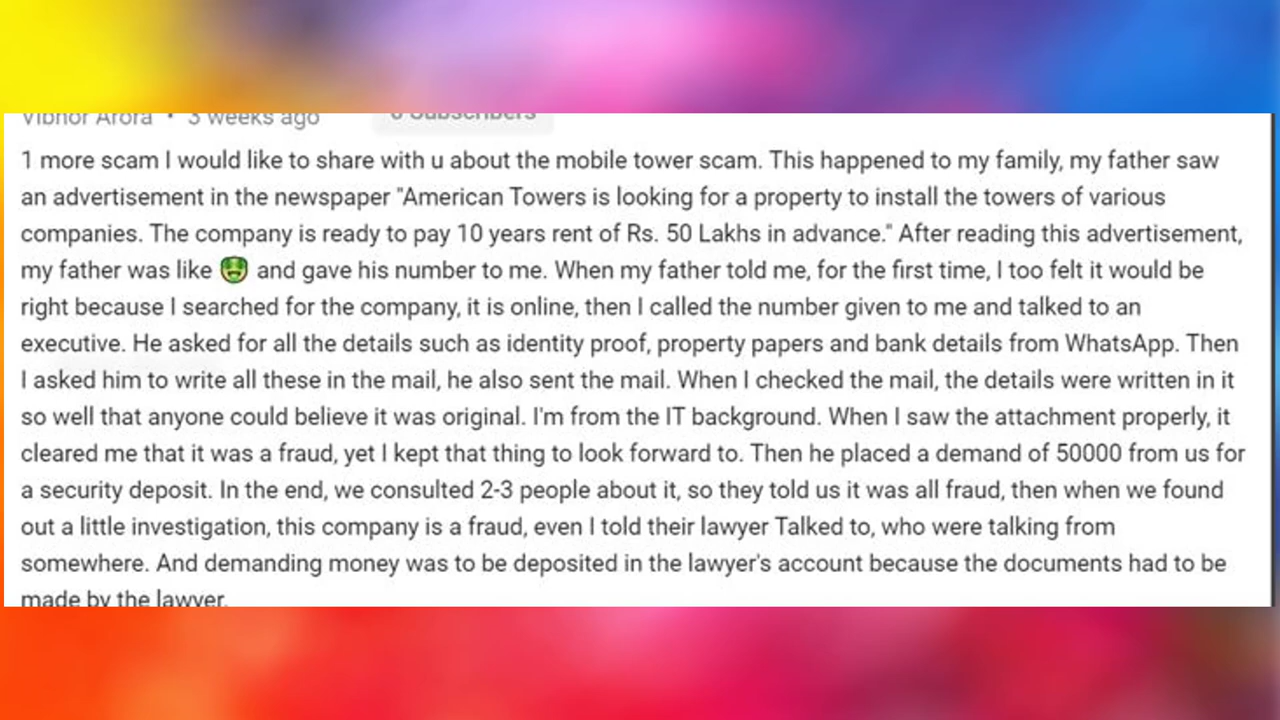 Vibhor Arora • 3 weeks ago 0 Subscribers
1 more scam I would like to share with u about the mobile tower scam. This happened to my family, my father saw
an advertisement in the newspaper "American Towers is looking for a property to install the towers of various
companies. The company is ready to pay 10 years rent of Rs. 50 Lakhs in advance." After reading this advertisement,
my father was like 🤑 and gave his number to me. When my father told me, for the first time, I too felt it would be
right because I searched for the company, it is online, then I called the number given to me and talked to an
executive. He asked for all the details such as identity proof, property papers and bank details from WhatsApp. Then
I asked him to write all these in the mail, he also sent the mail. When I checked the mail, the details were written in it
so well that anyone could believe it was original. I'm from the IT background. When I saw the attachment properly, it
cleared me that it was a fraud, yet I kept that thing to look forward to. Then he placed a demand of 50000 from us for
a security deposit. In the end, we consulted 2-3 people about it, so they told us it was all fraud, then when we found
out a little investigation, this company is a fraud, even I told their lawyer Talked to, who were talking from
somewhere. And demanding money was to be deposited in the lawyer's account because the documents had to be
made by the lawyer.